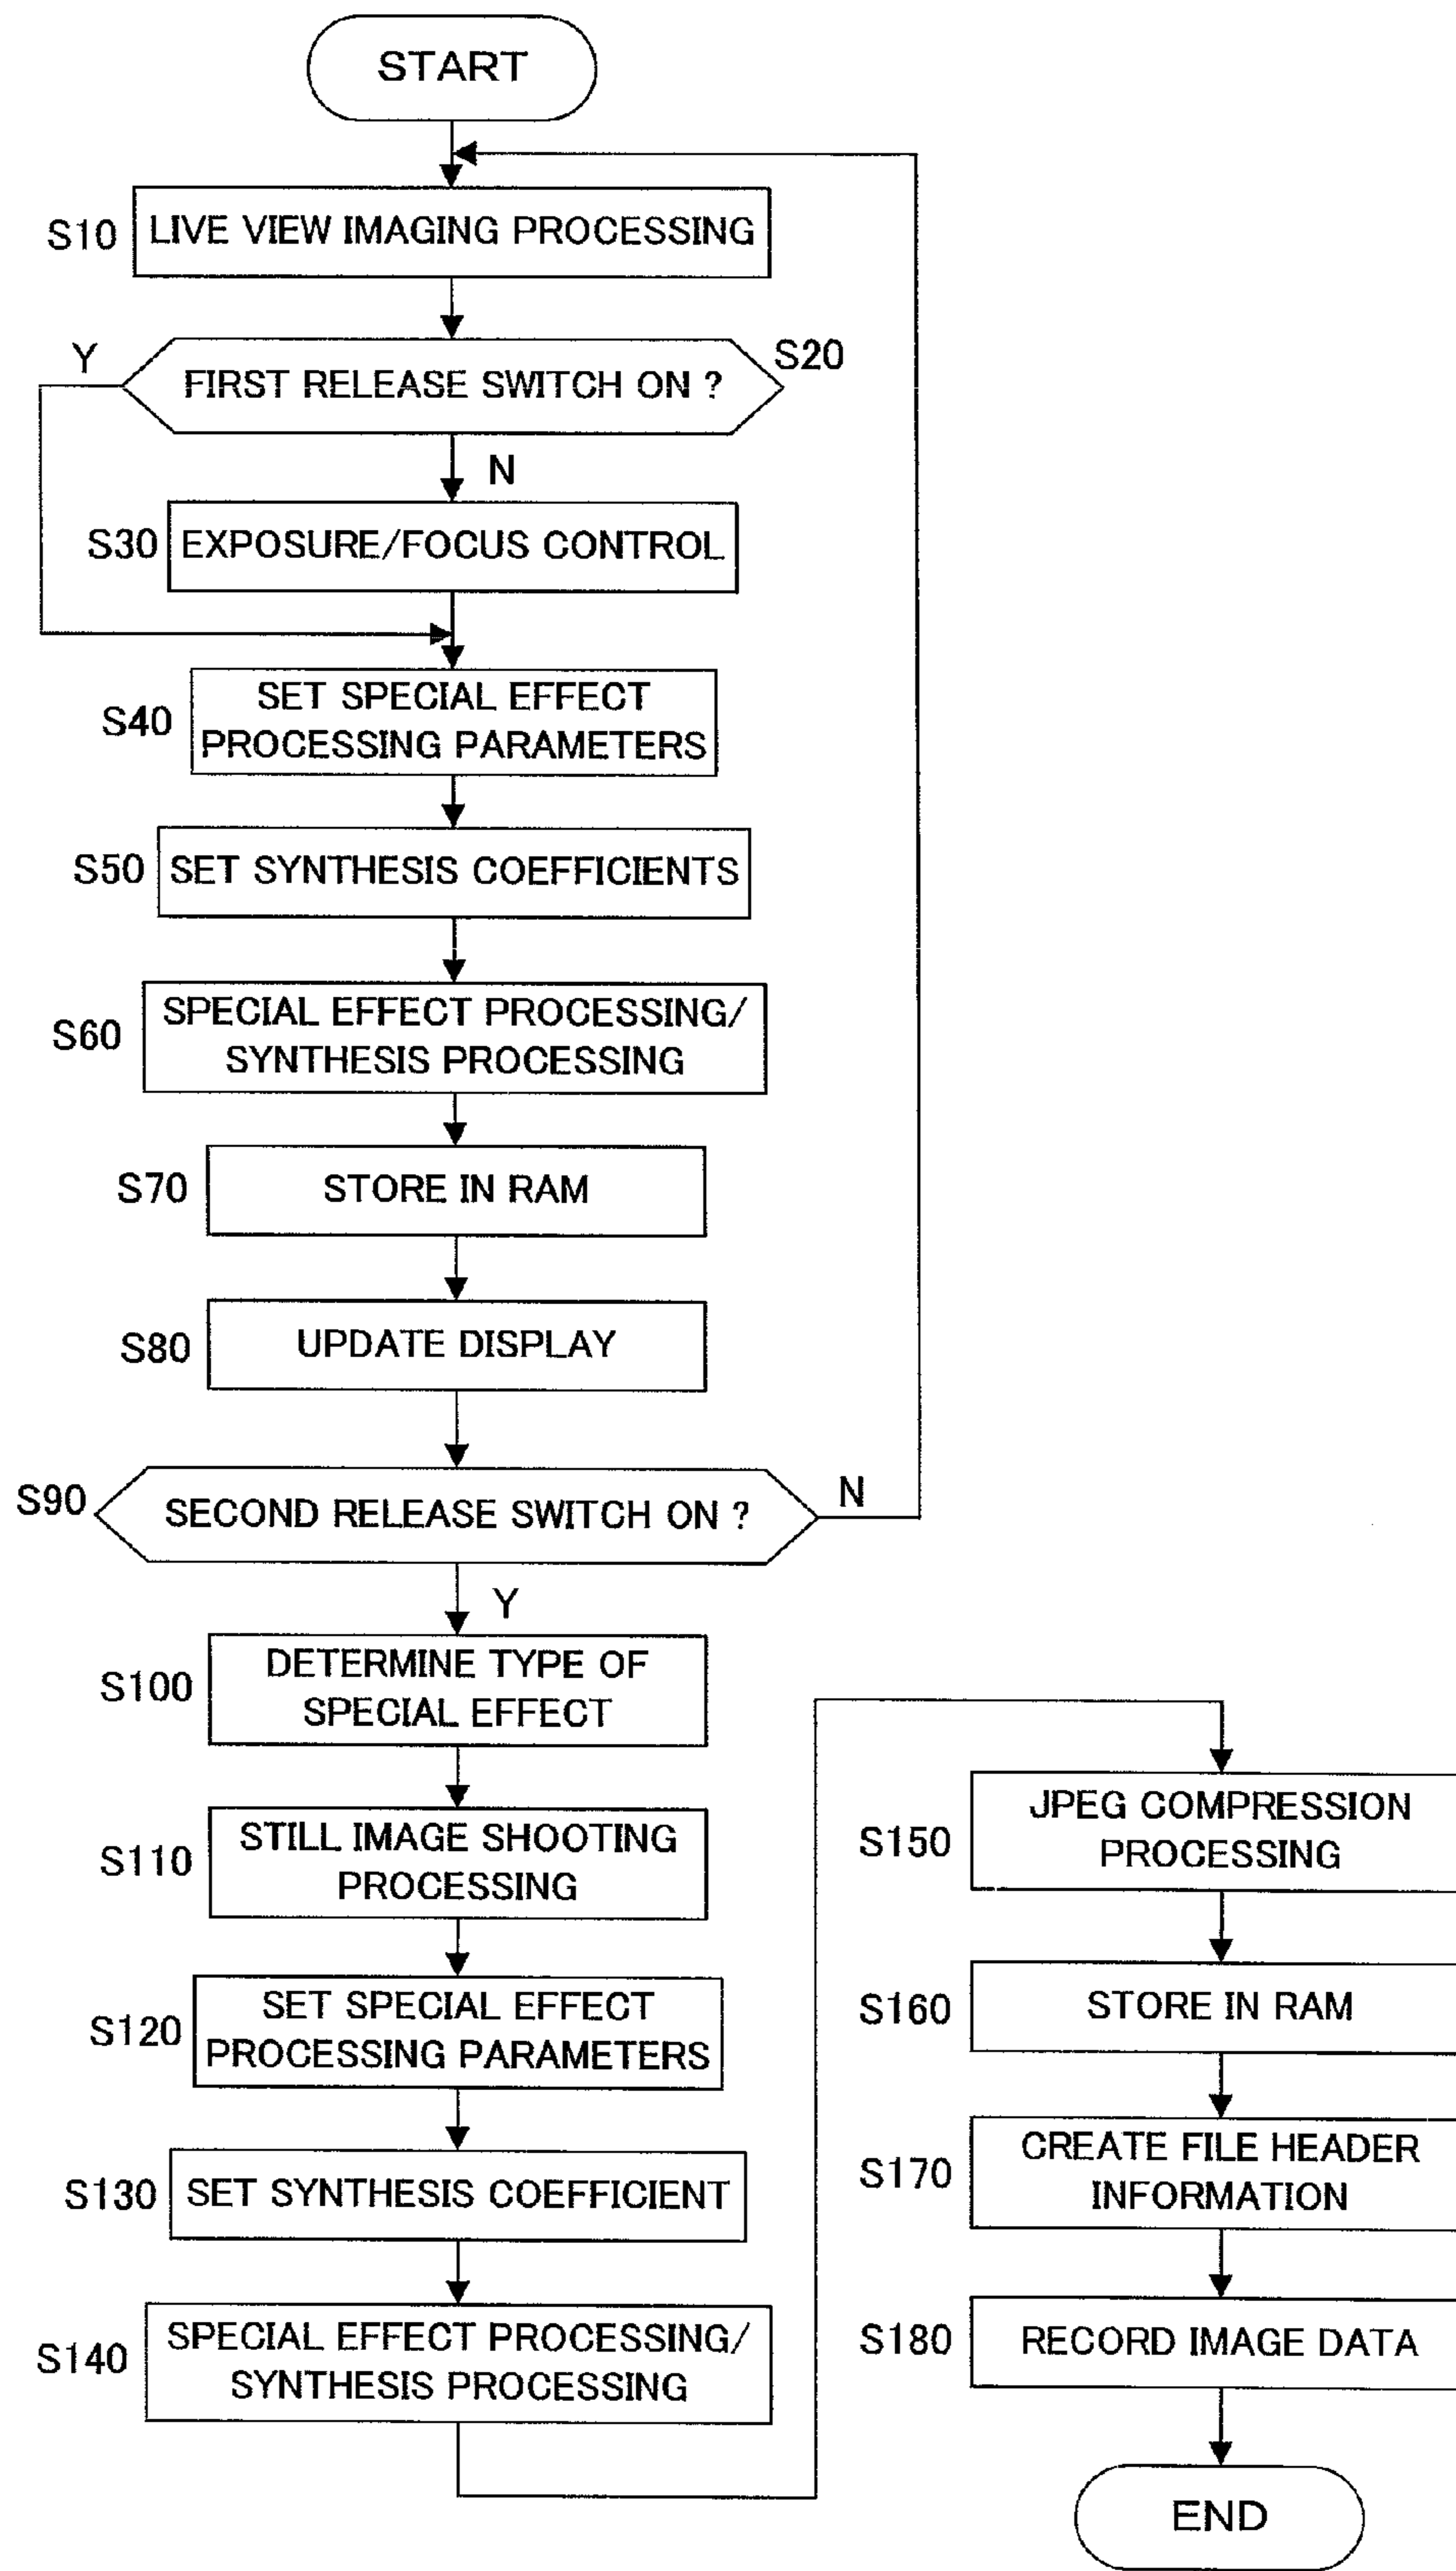 START
S10
LIVE VIEW IMAGING PROCESSING
Y
S20
FIRST RELEASE SWITCH ON ?
N
S30
EXPOSURE/FOCUS CONTROL
S40
SET SPECIAL EFFECT
PROCESSING PARAMETERS
S50
SET SYNTHESIS COEFFICIENTS
S60
SPECIAL EFFECT PROCESSING/
SYNTHESIS PROCESSING
S70
STORE IN RAM
S80
UPDATE DISPLAY
S90
SECOND RELEASE SWITCH ON ?
N
Y
S100
DETERMINE TYPE OF
SPECIAL EFFECT
S110
STILL IMAGE SHOOTING
PROCESSING
S120
SET SPECIAL EFFECT
PROCESSING PARAMETERS
S130
SET SYNTHESIS COEFFICIENT
S140
SPECIAL EFFECT PROCESSING/
SYNTHESIS PROCESSING
S150
JPEG COMPRESSION
PROCESSING
S160
STORE IN RAM
S170
CREATE FILE HEADER
INFORMATION
S180
RECORD IMAGE DATA
END